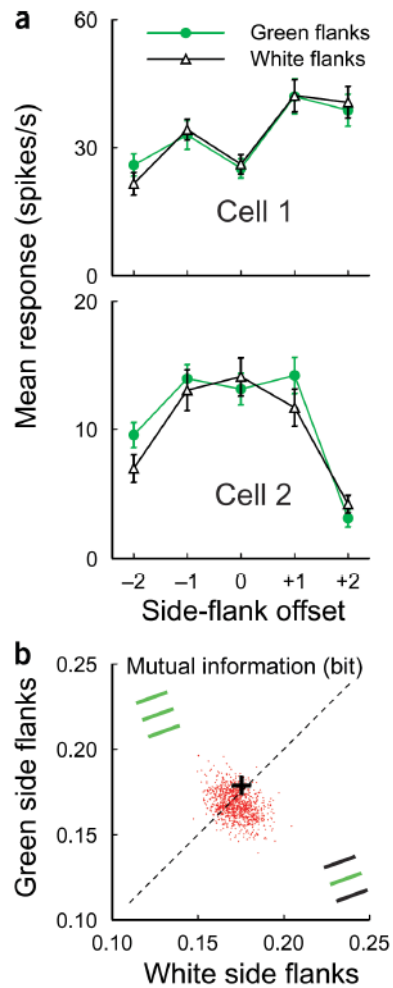 a
60
Green flanks
White flanks
30
Cell 1
0
Mean response (spikes/s)
20
10
Cell 2
0
−2 −1 0 +1 +2
Side-flank offset
b
0.25
Mutual information (bit)
0.20
Green side flanks
0.15
0.10
0.10 0.15 0.20 0.25
White side flanks